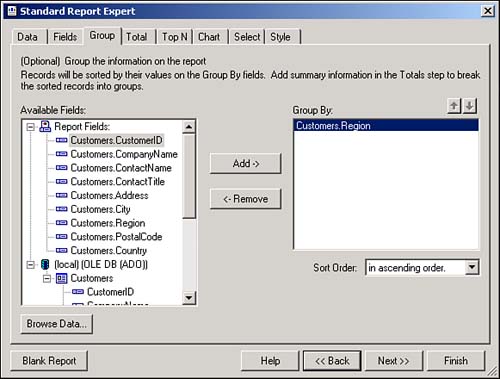 Standard Report Expert
Data Fields Group Total Top N Chart Select Style
(Optional) Group the information on the report
Records will be sorted by their values on the Group By fields. Add summary information in the Totals step to break
the sorted records into groups.
Available Fields:
Report Fields:
Customers.CustomerID
Customers.CompanyName
Customers.ContactName
Customers.ContactTitle
Customers.Address
Customers.City
Customers.Region
Customers.PostalCode
Customers.Country
(local) (OLE DB (ADO))
Customers
CustomerID
CompanyName
Browse Data...
Add ->
<- Remove
Group By:
Customers.Region
Sort Order: in ascending order.
Blank Report Help << Back Next >> Finish